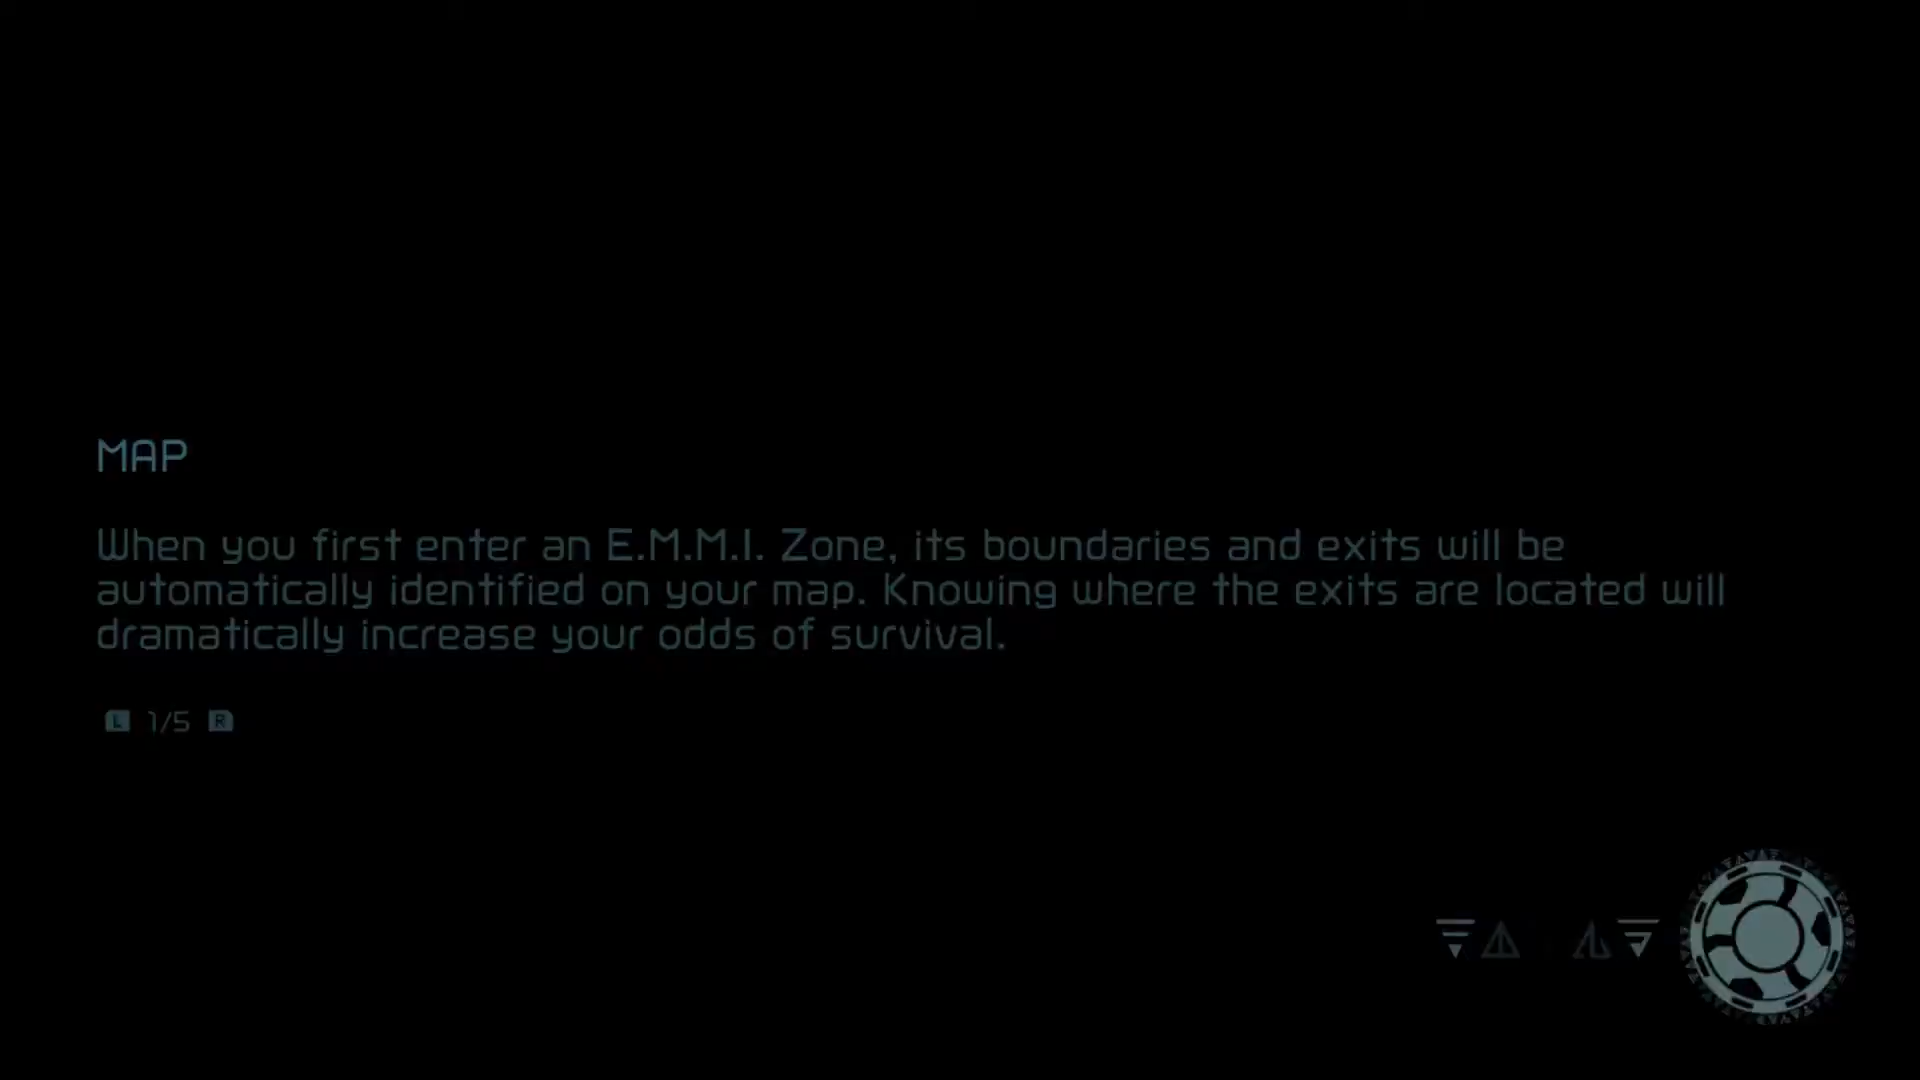 MAP
When you first enter an E.M.M.I. Zone, its boundaries and exits will be
automatically identified on your map. Knowing where the exits are located will
dramatically increase your odds of survival.
L 1/5 R